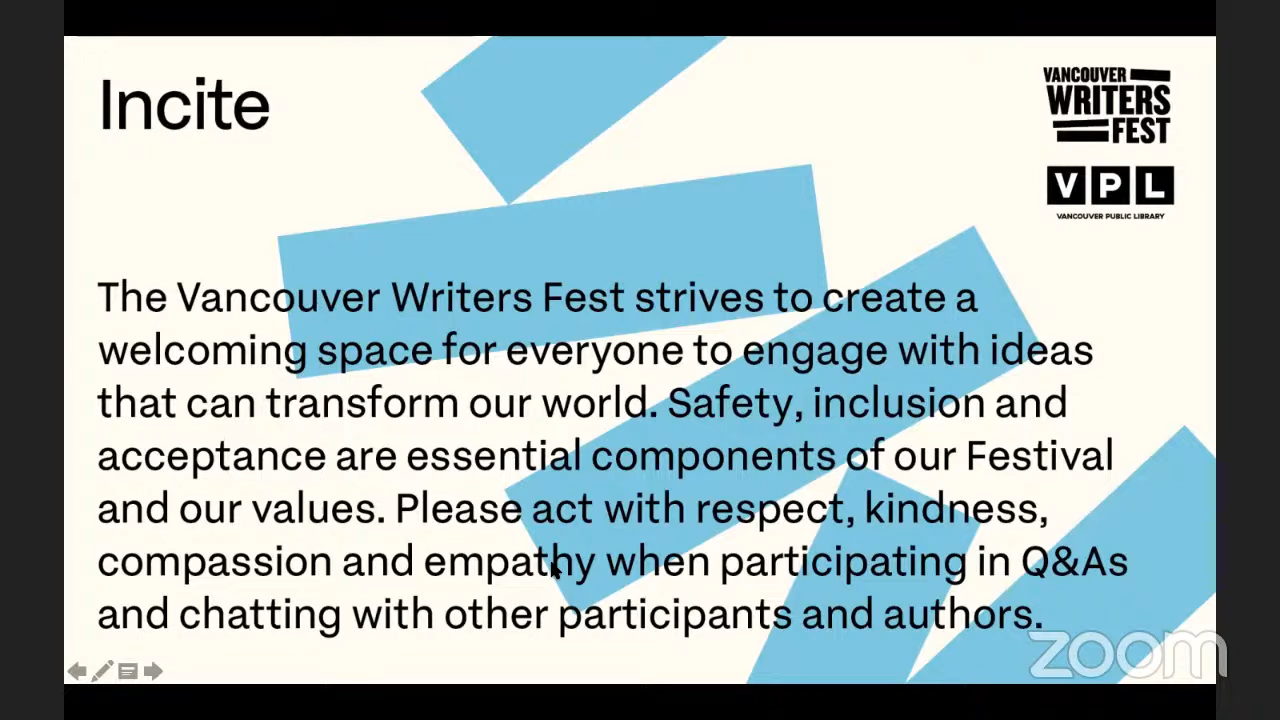 Incite
VANCOUVER
WRITERS
FEST
VPL
VANCOUVER PUBLIC LIBRARY
The Vancouver Writers Fest strives to create a
welcoming space for everyone to engage with ideas
that can transform our world. Safety, inclusion and
acceptance are essential components of our Festival
and our values. Please act with respect, kindness,
compassion and empathy when participating in Q&As
and chatting with other participants and authors.
zoom